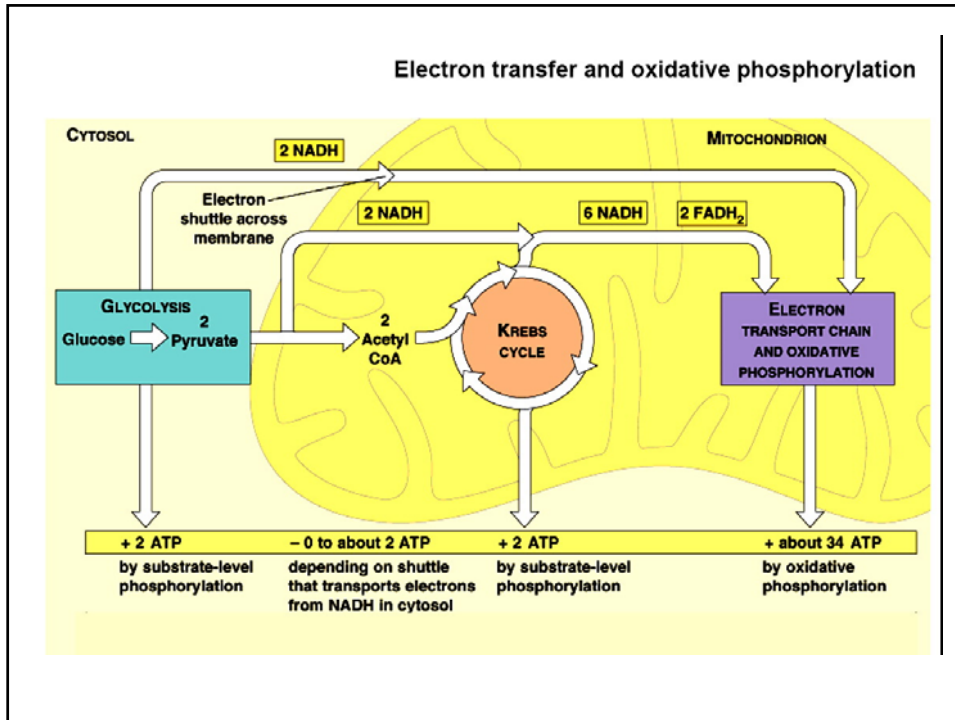 Electron transfer and oxidative phosphorylation
CYTOSOL
MITOCHONDRION
2 NADH
Electron
shuttle across
membrane
2 NADH
6 NADH
2 FADH₂
GLYCOLYSIS
Glucose
2
Pyruvate
2
Acetyl
CoA
KREBS
CYCLE
ELECTRON
TRANSPORT CHAIN
AND OXIDATIVE
PHOSPHORYLATION
+ 2 ATP
by substrate-level
phosphorylation
– 0 to about 2 ATP
depending on shuttle
that transports electrons
from NADH in cytosol
+ 2 ATP
by substrate-level
phosphorylation
+ about 34 ATP
by oxidative
phosphorylation